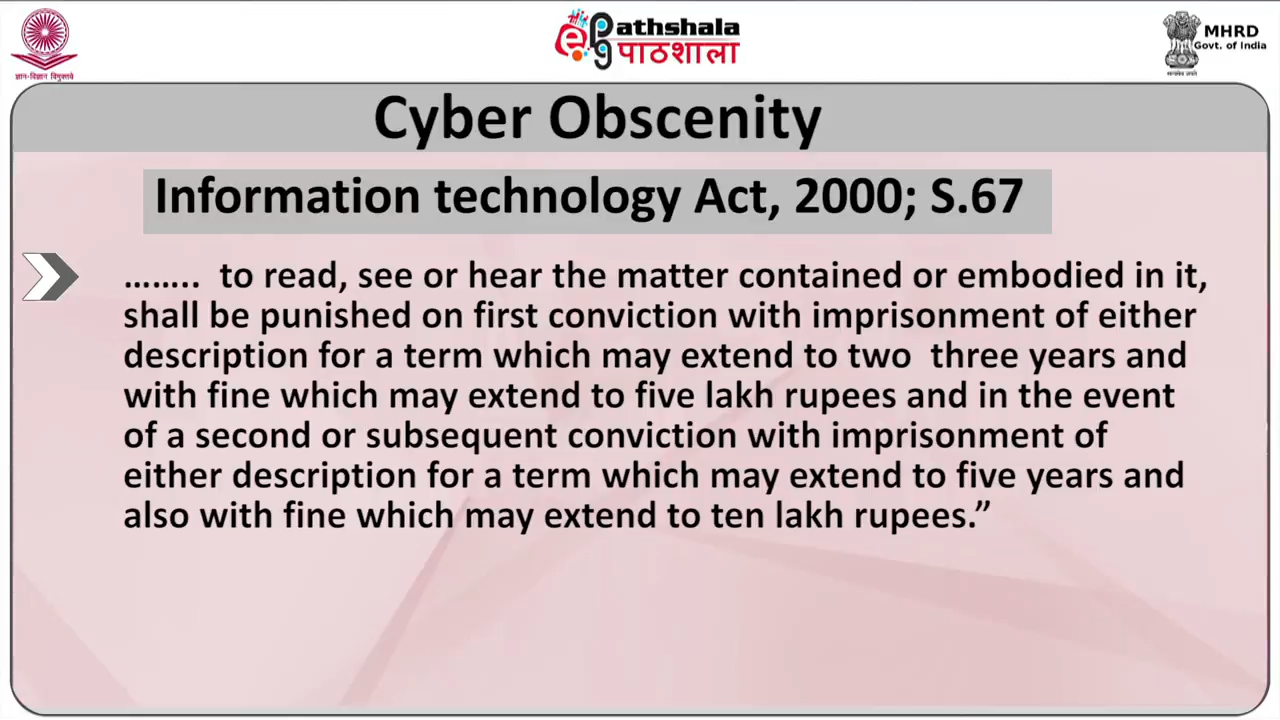 ज्ञान-विज्ञान विमुक्तये
e Pathshala
पाठशाला
MHRD
Govt. of India
सत्यमेव जयते
Cyber Obscenity
Information technology Act, 2000; S.67
…….. to read, see or hear the matter contained or embodied in it,
shall be punished on first conviction with imprisonment of either
description for a term which may extend to two  three years and
with fine which may extend to five lakh rupees and in the event
of a second or subsequent conviction with imprisonment of
either description for a term which may extend to five years and
also with fine which may extend to ten lakh rupees.”